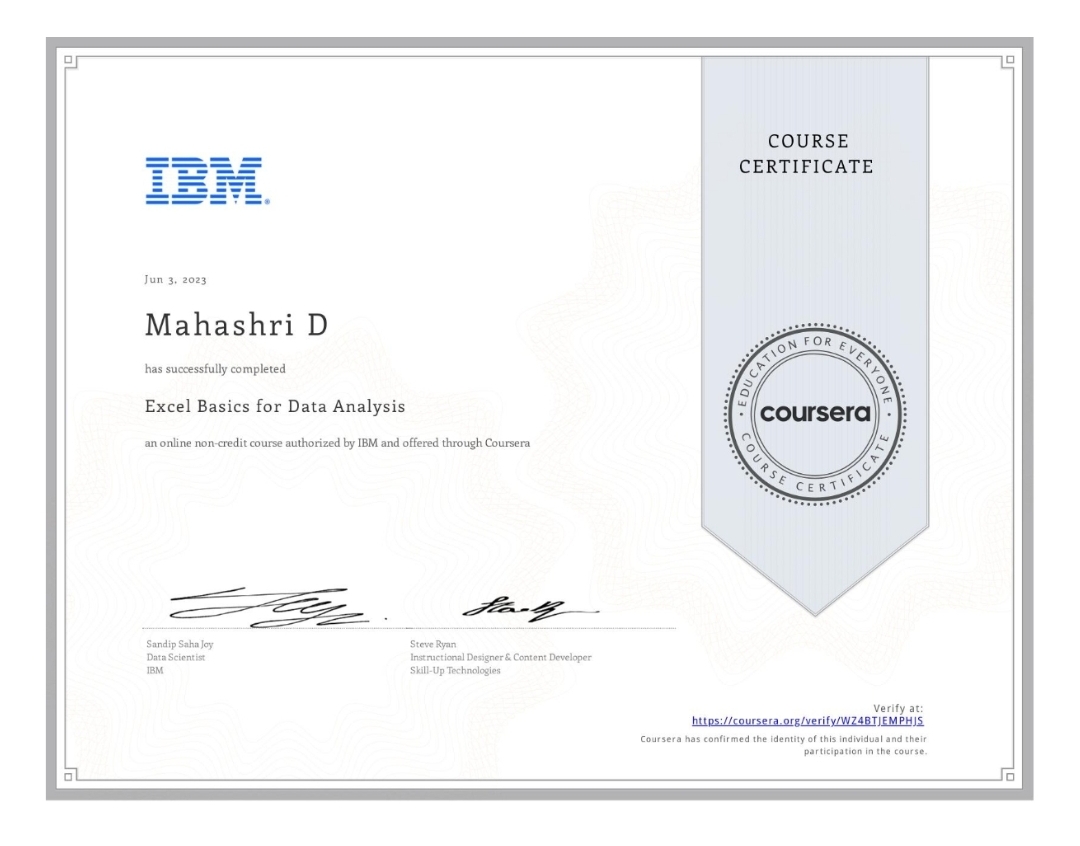 IBM®
COURSE
CERTIFICATE
Jun 3, 2023
Mahashri D
has successfully completed
Excel Basics for Data Analysis
an online non-credit course authorized by IBM and offered through Coursera
EDUCATION FOR EVERYONE
coursera
COURSE CERTIFICATE
Sandip Saha Joy
Data Scientist
IBM
Steve Ryan
Instructional Designer & Content Developer
Skill-Up Technologies
Verify at:
https://coursera.org/verify/WZ4BTJEMPHJS
Coursera has confirmed the identity of this individual and their
participation in the course.